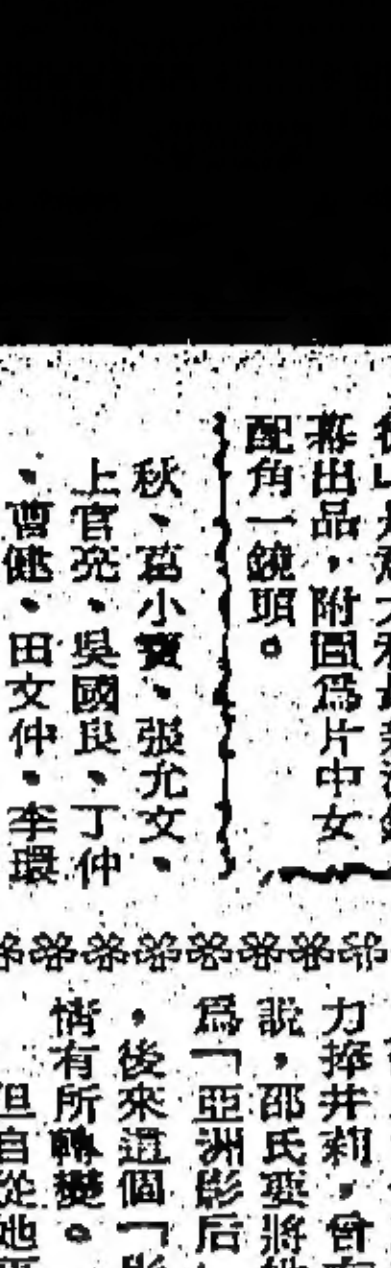 幕出品，附圖爲片中女
配角一鏡頭。
秋、葛小寶、張允文、
上官亮、吳國良、丁仲
、曹健、田文仲、李環
力捧井莉，曾
說，邵氏要將她
爲「亞洲影后
，後來這個「影
情有所轉變。
但自從她